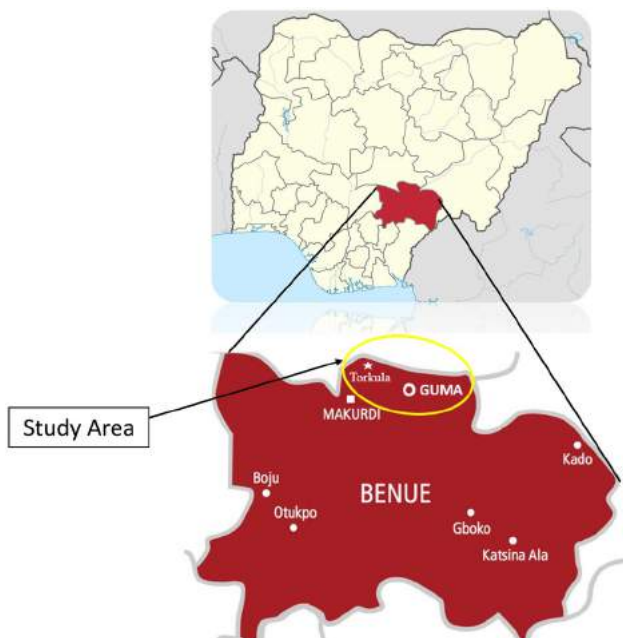 Torkula
GUMA
MAKURDI
Study Area
Kado
Boju
BENUE
Otukpo
Gboko
Katsina Ala